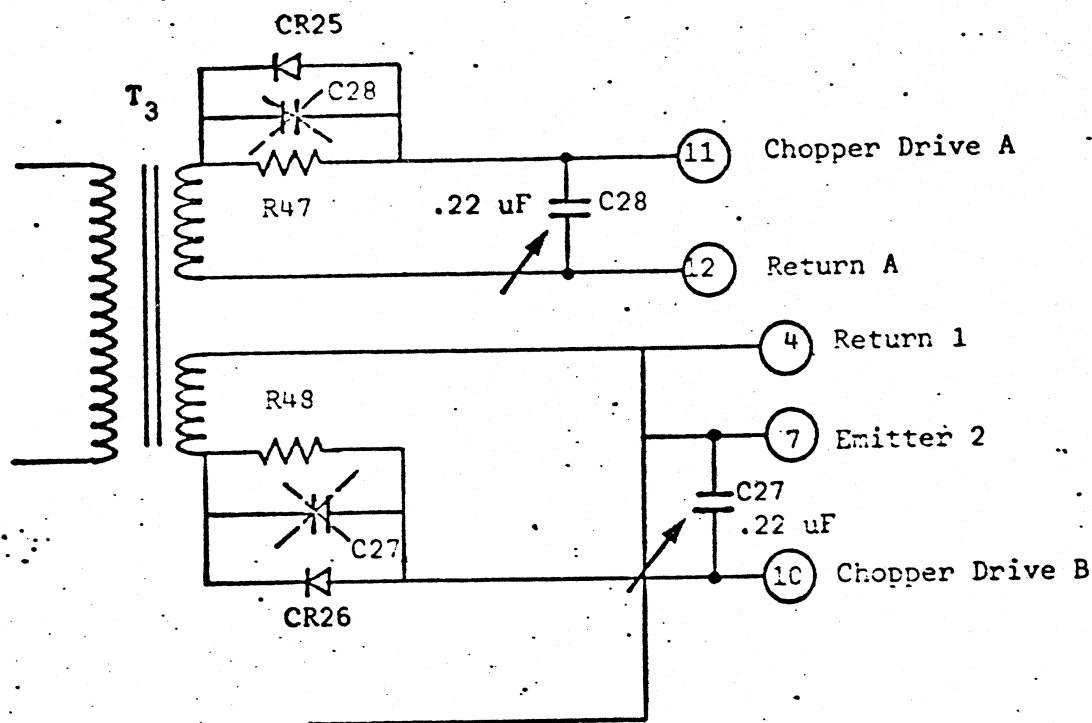 CR25
T3
C28
R47
.22 uF
C28
11 Chopper Drive A
12 Return A
4 Return 1
R48
7 Emitter 2
C27
.22 uF
C27
10 Chopper Drive B
CR26